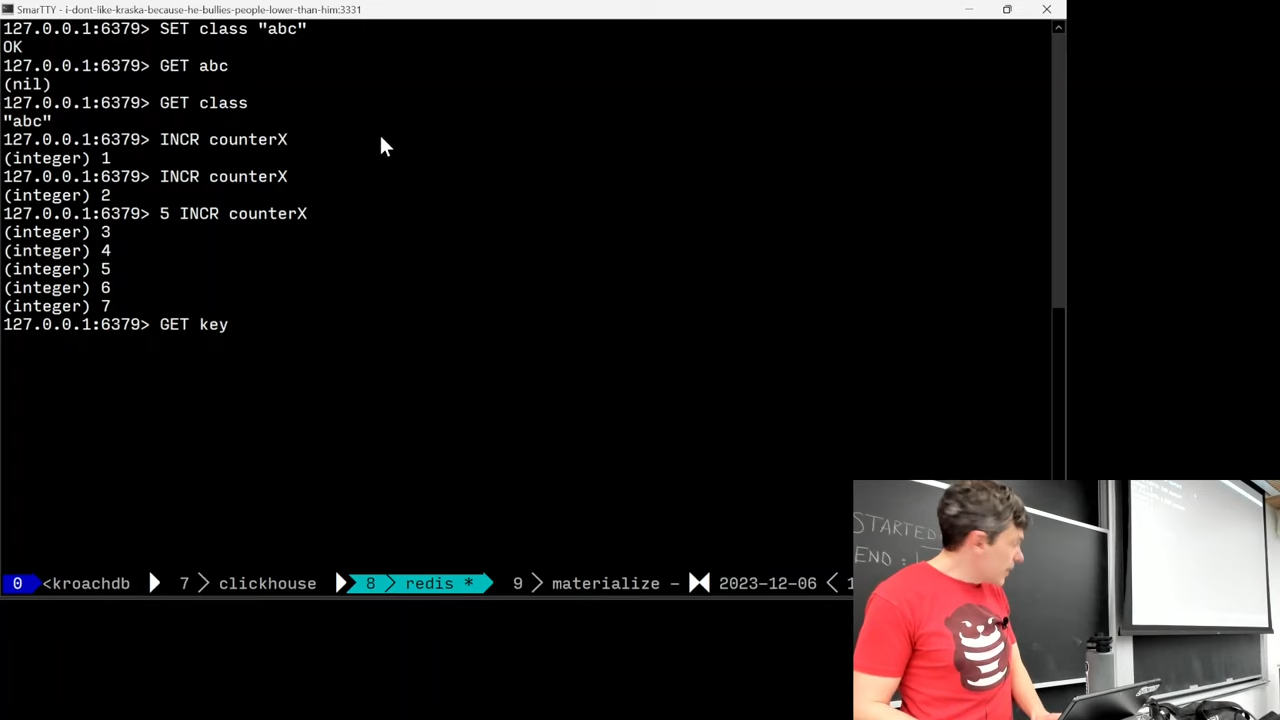 SmarTTY - i-dont-like-kraska-because-he-bullies-people-lower-than-him:3331
127.0.0.1:6379> SET class "abc"
OK
127.0.0.1:6379> GET abc
(nil)
127.0.0.1:6379> GET class
"abc"
127.0.0.1:6379> INCR counterX
(integer) 1
127.0.0.1:6379> INCR counterX
(integer) 2
127.0.0.1:6379> 5 INCR counterX
(integer) 3
(integer) 4
(integer) 5
(integer) 6
(integer) 7
127.0.0.1:6379> GET key
STARTED
END :
0 <kroachdb 7 > clickhouse 8 > redis * 9 > materialize - 2023-12-06 < 1